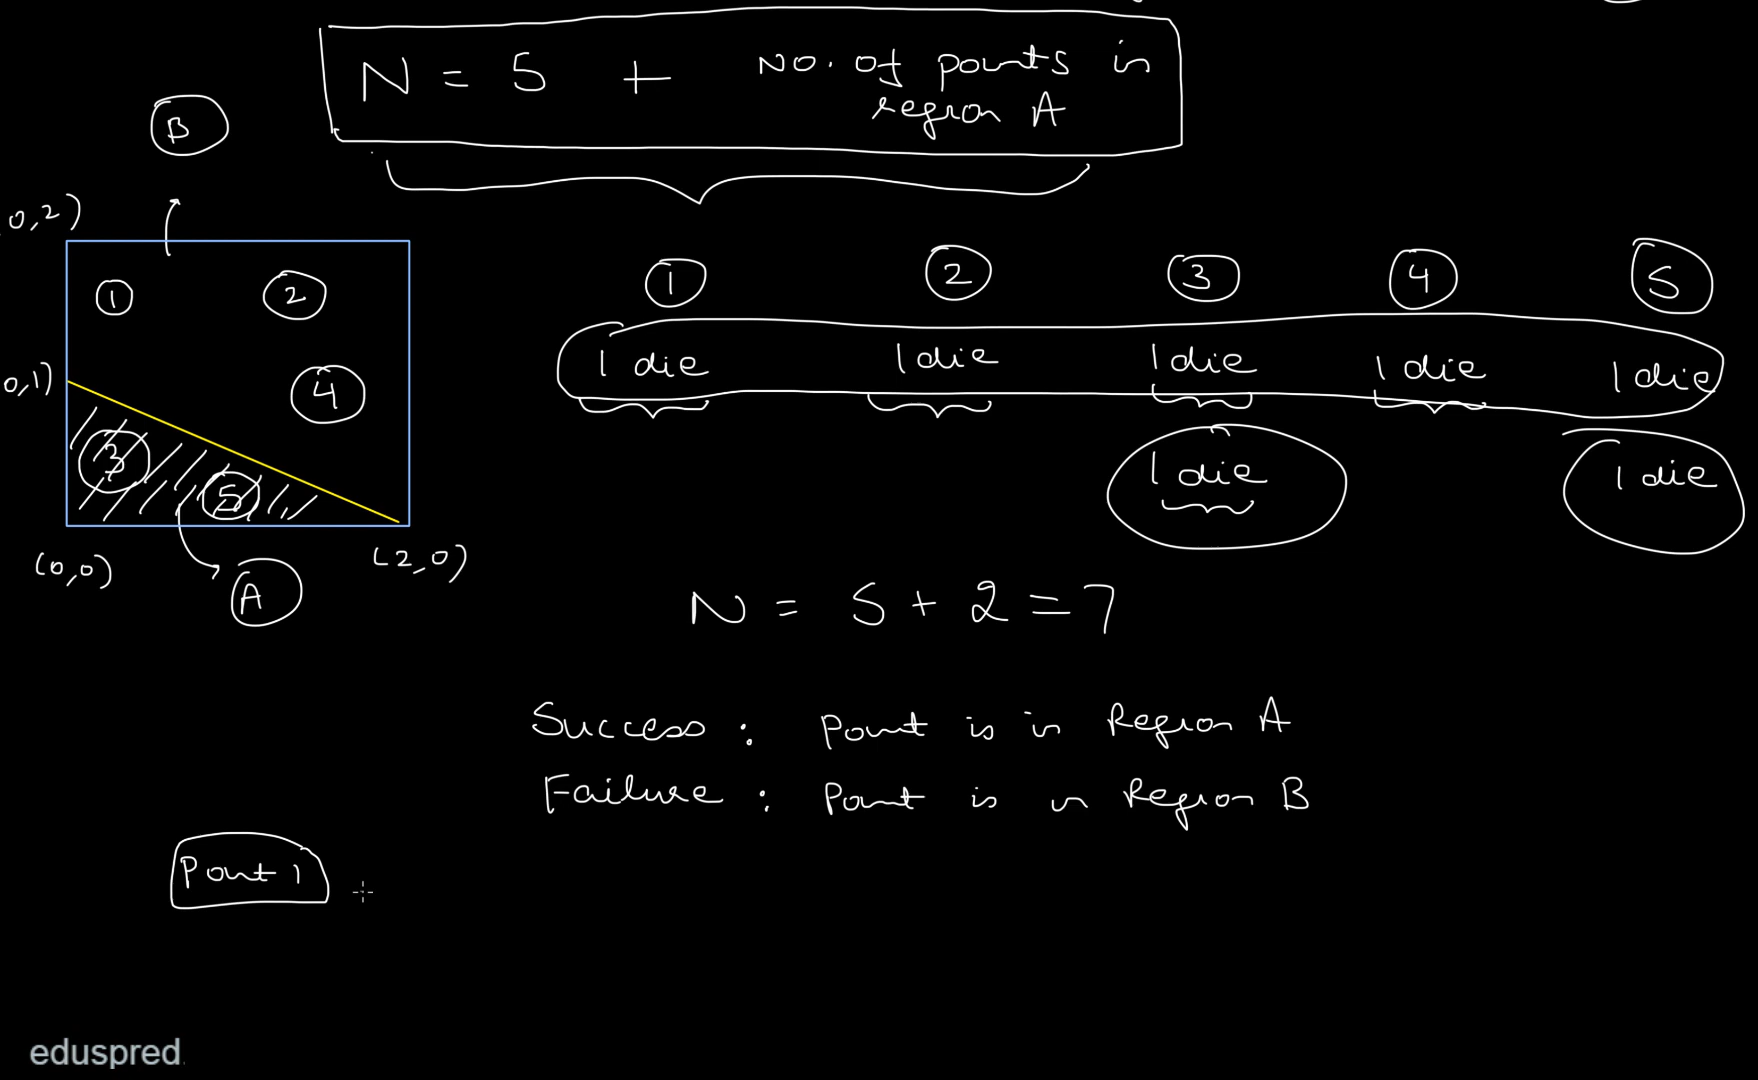 N = 5 + No. of points in
region A
B
0,2)
1 2 3 4 5
1 2
1 die 1 die 1 die 1 die 1 die
0,1)
4
3
5
1 die 1 die
(0,0) (2,0)
A
N = 5 + 2 = 7
Success : Point is in Region A
Failure : Point is in Region B
Point 1
eduspred.